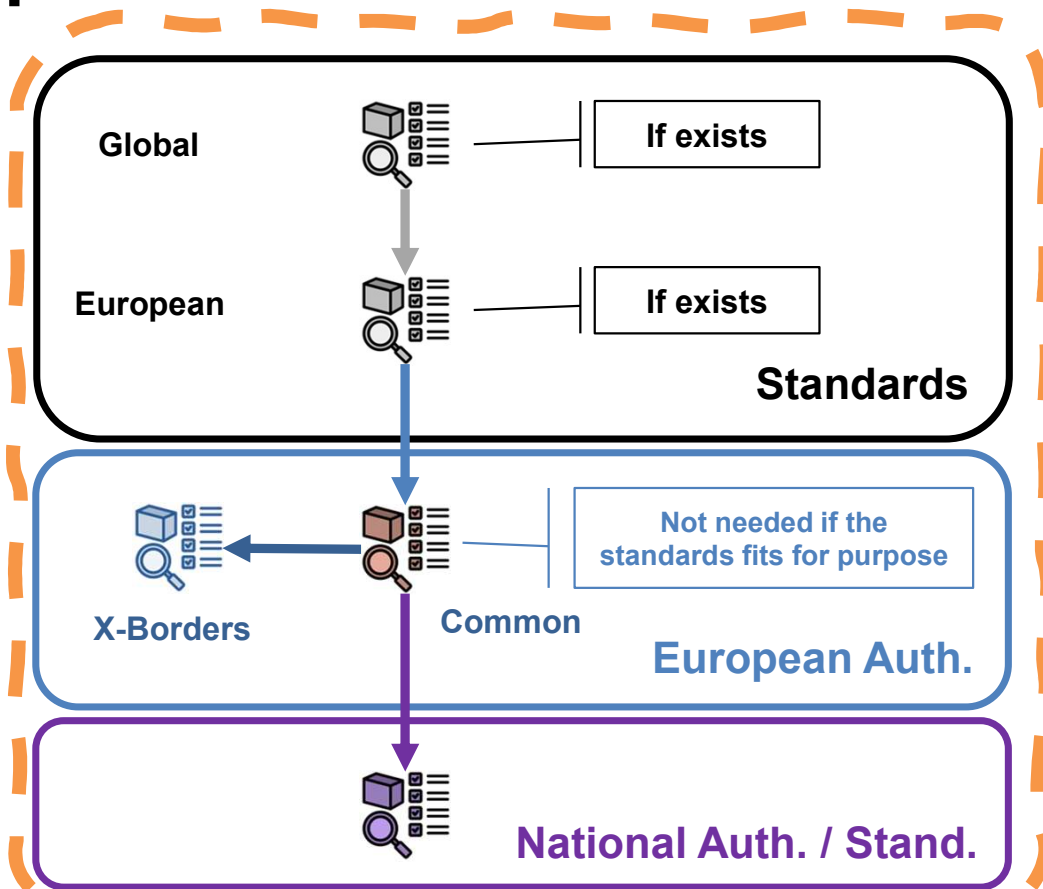 Global
If exists
European
If exists
Standards
Not needed if the
standards fits for purpose
X-Borders
Common
European Auth.
National Auth. / Stand.